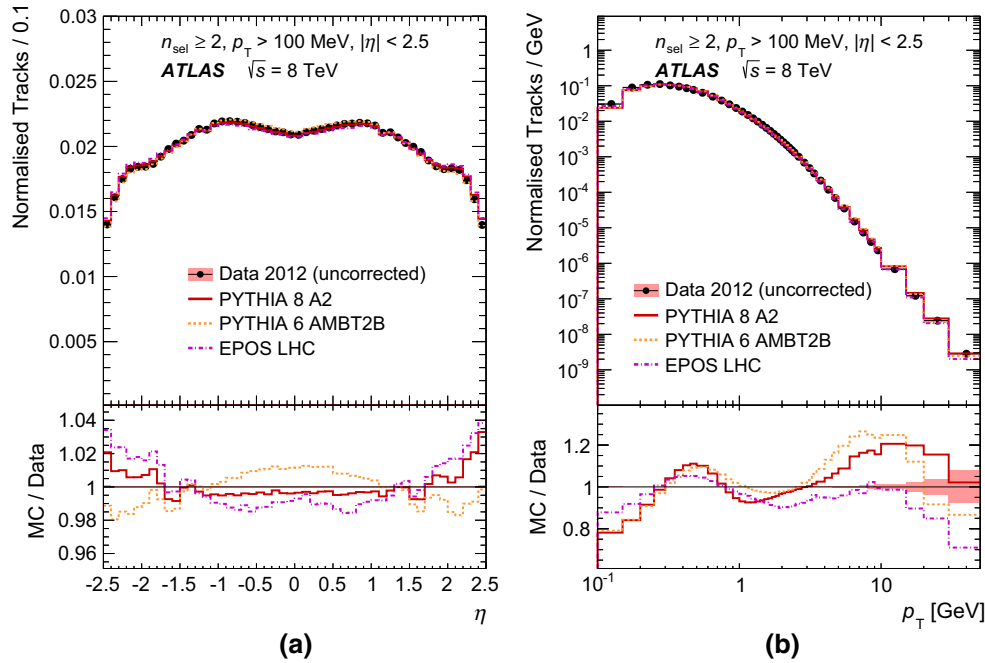 Normalised Tracks / 0.1
0.03
0.025
0.02
0.015
0.01
0.005
n_sel ≥ 2, p_T > 100 MeV, |η| < 2.5
ATLAS √s = 8 TeV
Data 2012 (uncorrected)
PYTHIA 8 A2
PYTHIA 6 AMBT2B
EPOS LHC
MC / Data
1.04
1.02
1
0.98
0.96
-2.5 -2 -1.5 -1 -0.5 0 0.5 1 1.5 2 2.5
η
(a)
Normalised Tracks / GeV
10
1
10⁻¹
10⁻²
10⁻³
10⁻⁴
10⁻⁵
10⁻⁶
10⁻⁷
10⁻⁸
10⁻⁹
n_sel ≥ 2, p_T > 100 MeV, |η| < 2.5
ATLAS √s = 8 TeV
Data 2012 (uncorrected)
PYTHIA 8 A2
PYTHIA 6 AMBT2B
EPOS LHC
MC / Data
1.2
1
0.8
10⁻¹ 1 10
p_T [GeV]
(b)